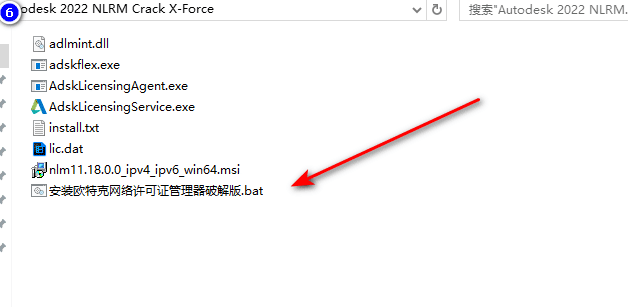 6
odesk 2022 NLRM Crack X-Force
搜索"Autodesk 2022 NLRM.
adlmint.dll
adskflex.exe
AdskLicensingAgent.exe
AdskLicensingService.exe
install.txt
lic.dat
nlm11.18.0.0_ipv4_ipv6_win64.msi
安装欧特克网络许可证管理器破解版.bat